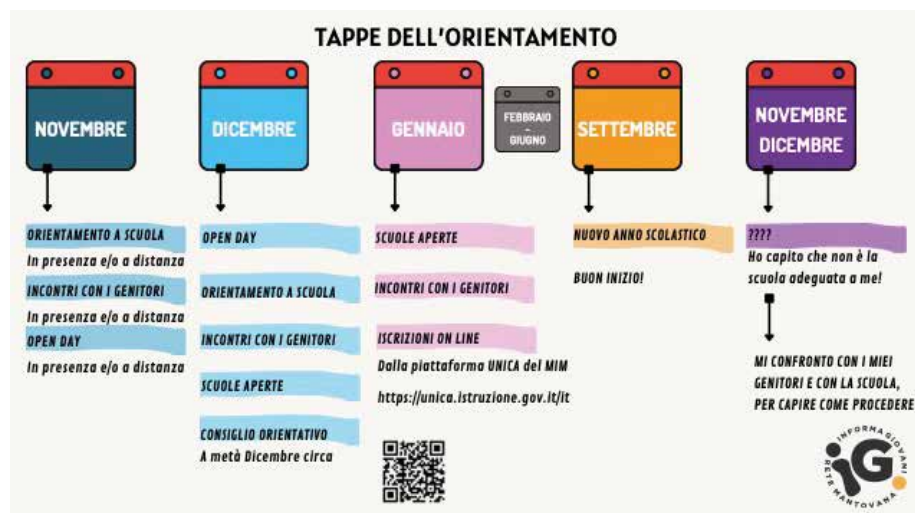 TAPPE DELL'ORIENTAMENTO
NOVEMBRE
ORIENTAMENTO A SCUOLA
In presenza e/o a distanza
INCONTRI CON I GENITORI
In presenza e/o a distanza
OPEN DAY
In presenza e/o a distanza
DICEMBRE
OPEN DAY
ORIENTAMENTO A SCUOLA
INCONTRI CON I GENITORI
SCUOLE APERTE
CONSIGLIO ORIENTATIVO
A metà Dicembre circa
GENNAIO
SCUOLE APERTE
INCONTRI CON I GENITORI
ISCRIZIONI ON LINE
Dalla piattaforma UNICA del MIM
https://unica.istruzione.gov.it/it
FEBBRAIO
-
GIUGNO
SETTEMBRE
NUOVO ANNO SCOLASTICO
BUON INIZIO!
NOVEMBRE
DICEMBRE
????
Ho capito che non è la
scuola adeguata a me!
MI CONFRONTO CON I MIEI
GENITORI E CON LA SCUOLA,
PER CAPIRE COME PROCEDERE
INFORMAGIOVANI
iG.
RETE MANTOVANA